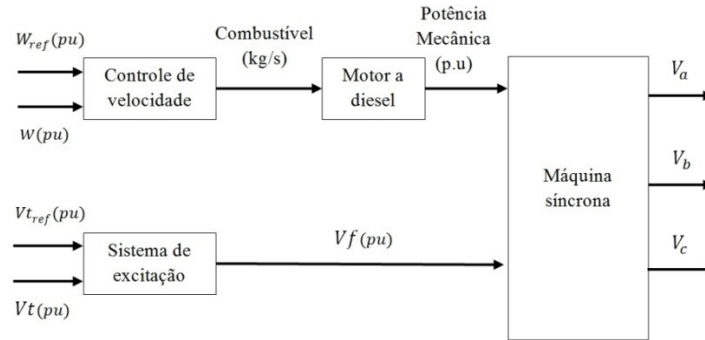 W_ref(pu)
W(pu)
Controle de
velocidade
Combustível
(kg/s)
Motor a
diesel
Potência
Mecânica
(p.u)
Máquina
síncrona
V_a
V_b
V_c
Vt_ref(pu)
Vt(pu)
Sistema de
excitação
Vf(pu)